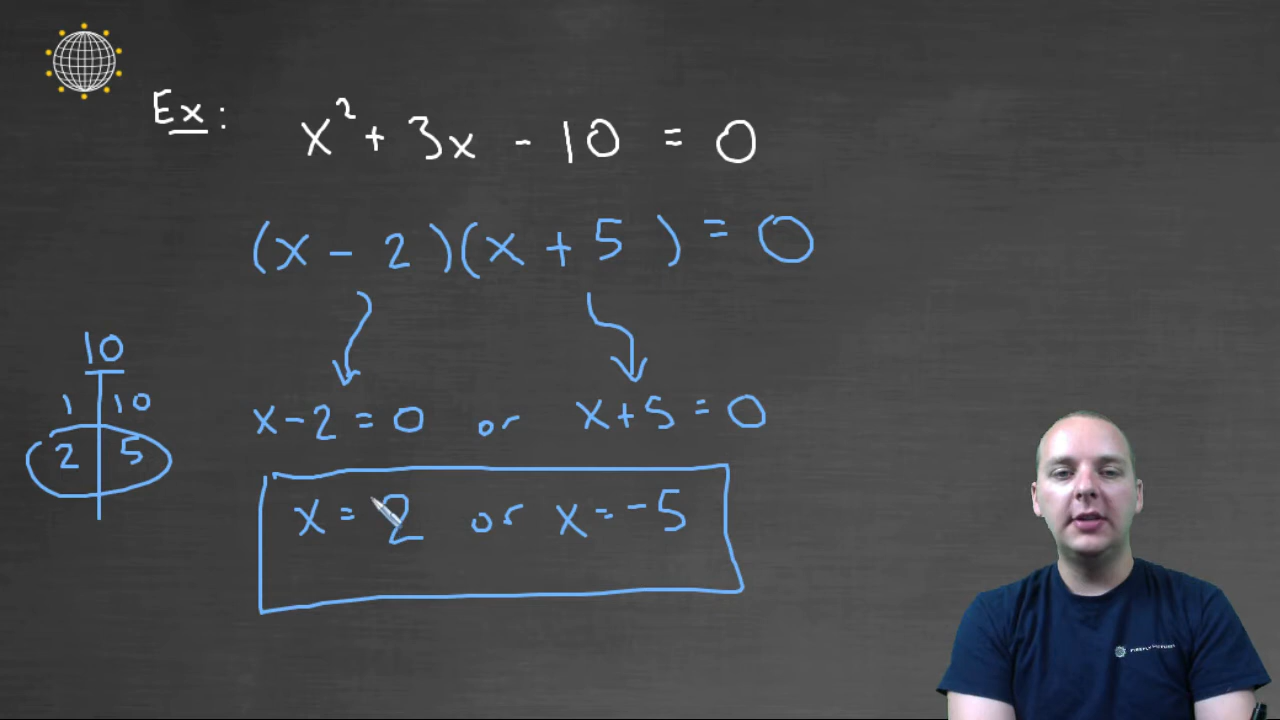 Ex: x² + 3x - 10 = 0
(x - 2)(x + 5) = 0
10
1 10
x - 2 = 0 or x + 5 = 0
2 5
x = 2 or x = -5